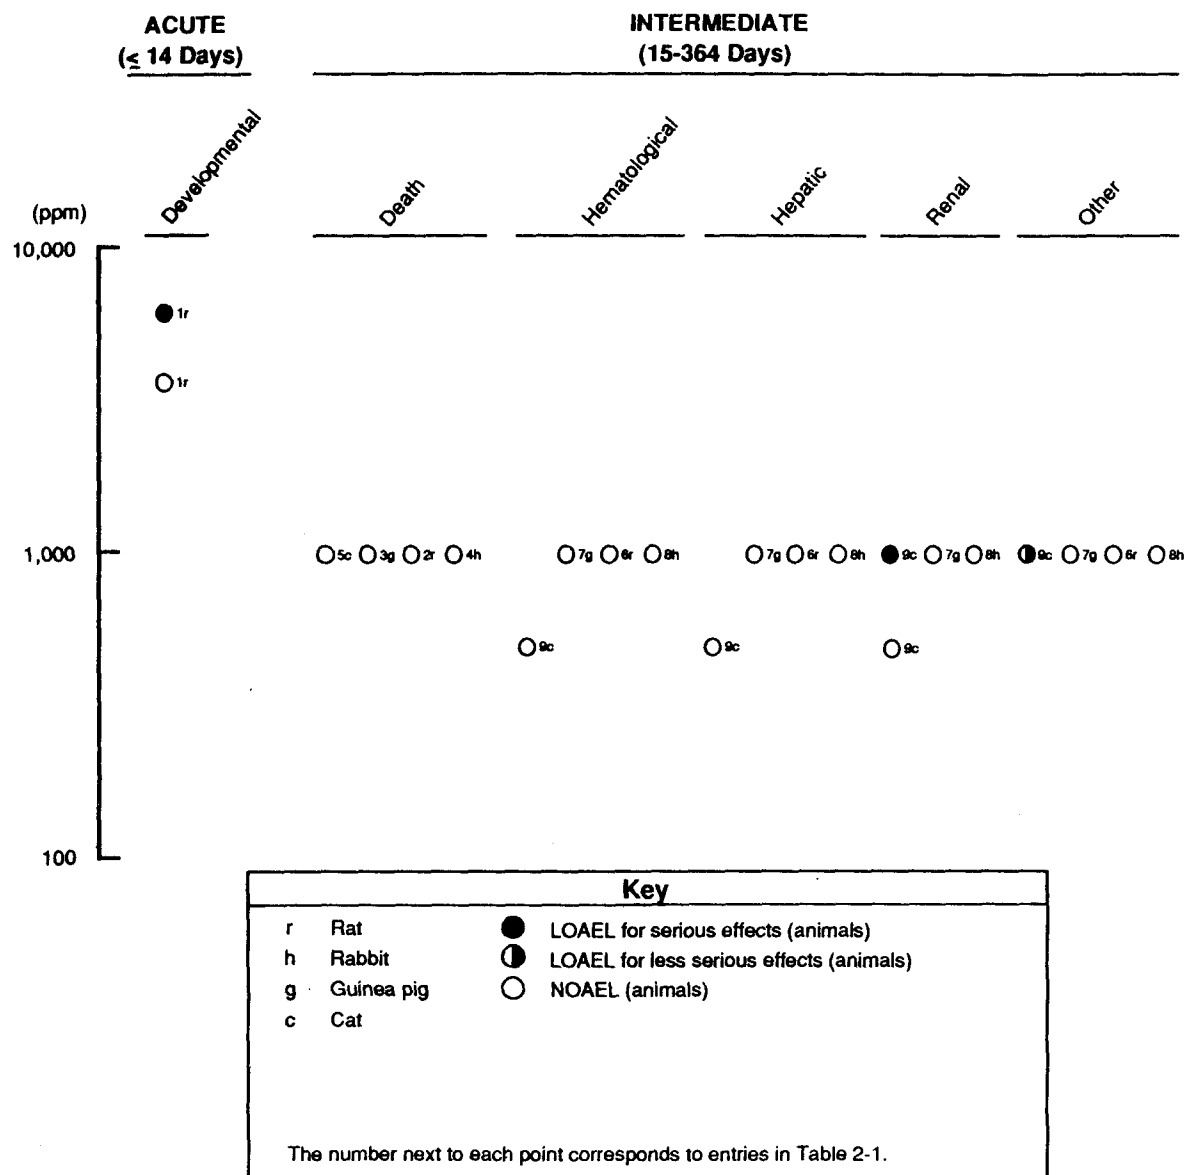 ACUTE
(≤ 14 Days)
INTERMEDIATE
(15-364 Days)
Developmental
Death
Hematological
Hepatic
Renal
Other
(ppm)
10,000
1r
1r
1,000
5c 3g 2r 4h 7g 6r 8h 7g 6r 8h 9c 7g 8h 9c 7g 6r 8h
9c 9c 9c
100
Key
r Rat LOAEL for serious effects (animals)
h Rabbit LOAEL for less serious effects (animals)
g Guinea pig NOAEL (animals)
c Cat
The number next to each point corresponds to entries in Table 2-1.